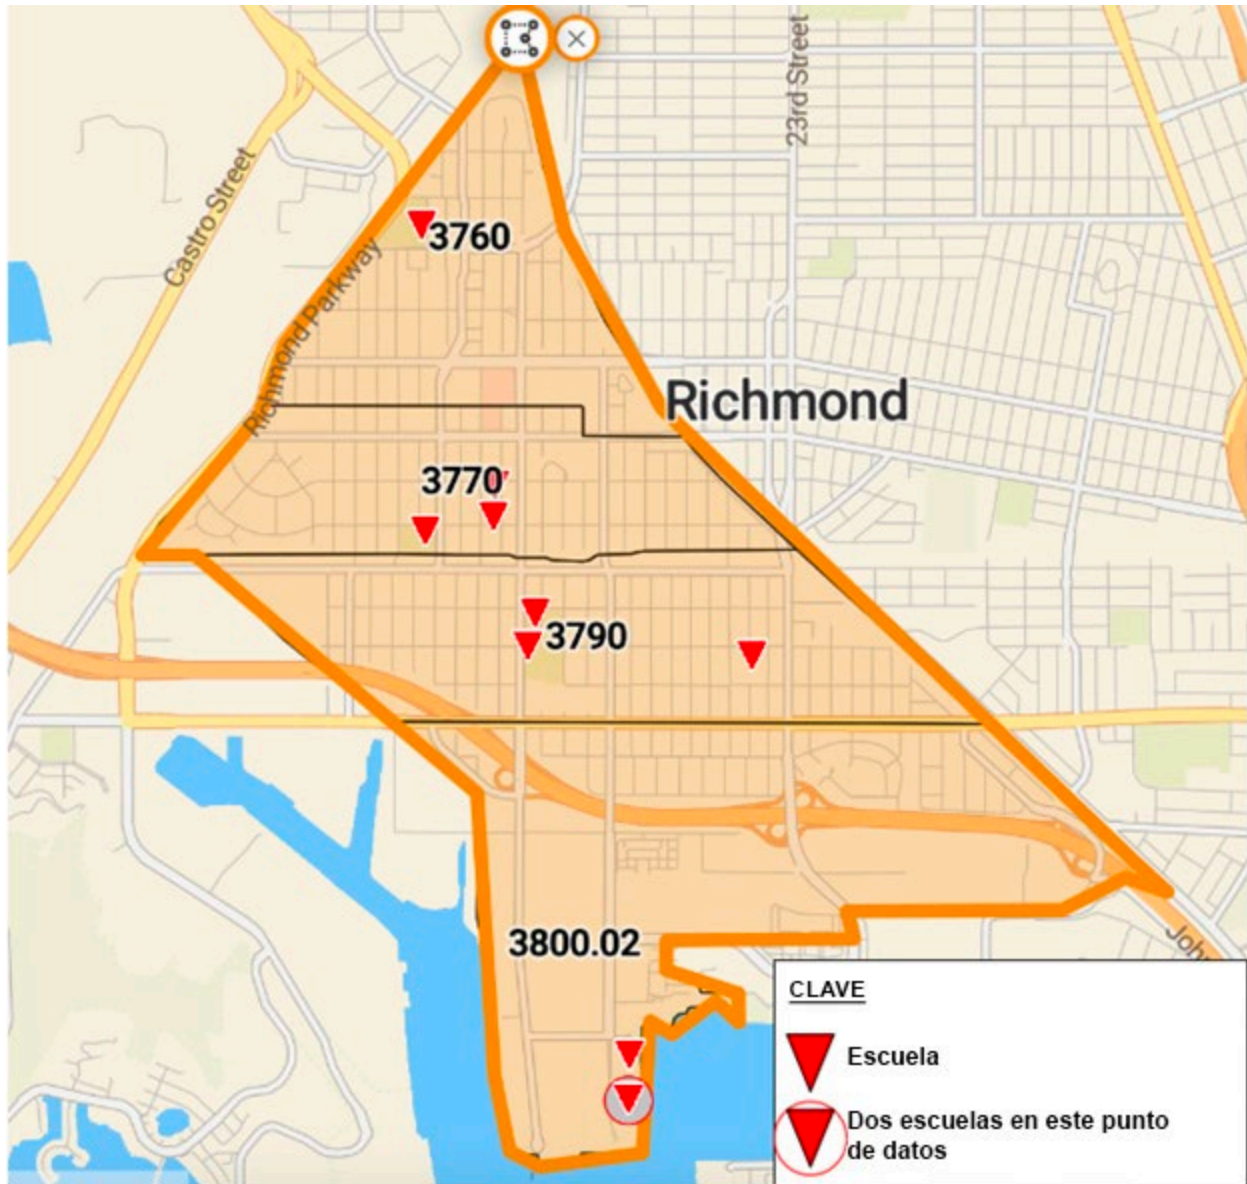 23rd Street
Castro Street
3760
Richmond Parkway
Richmond
3770
3790
3800.02
John
CLAVE
Escuela
Dos escuelas en este punto
de datos